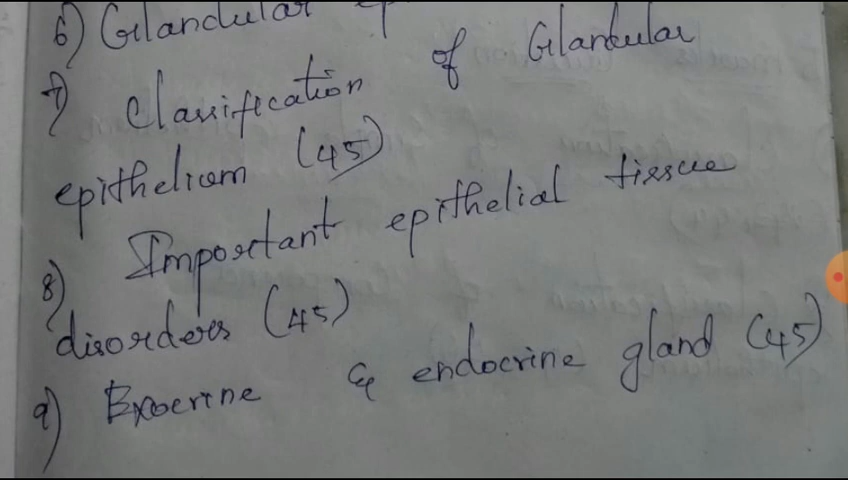 6) Glandular
7) Classification of Glandular
epithelium (45)
8) Important epithelial tissue
disorders (45)
9) Exocrine & endocrine gland (45)